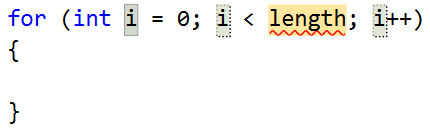 for (int i = 0; i < length; i++)
{
}